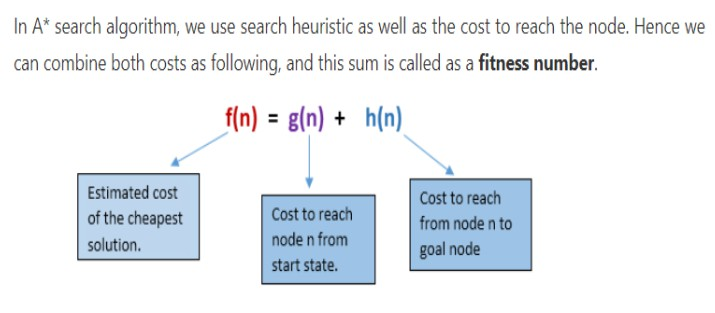 In A* search algorithm, we use search heuristic as well as the cost to reach the node. Hence we
can combine both costs as following, and this sum is called as a fitness number.
f(n) = g(n) + h(n)
Estimated cost
of the cheapest
solution.
Cost to reach
node n from
start state.
Cost to reach
from node n to
goal node